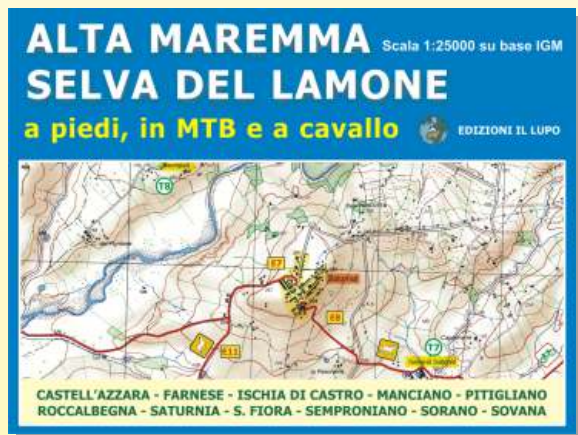 ALTA MAREMMA Scala 1:25000 su base IGM
SELVA DEL LAMONE
a piedi, in MTB e a cavallo EDIZIONI IL LUPO
T8
E7
Saturnia
E8
E11
T7
CASTELL'AZZARA - FARNESE - ISCHIA DI CASTRO - MANCIANO - PITIGLIANO
ROCCALBEGNA - SATURNIA - S. FIORA - SEMPRONIANO - SORANO - SOVANA